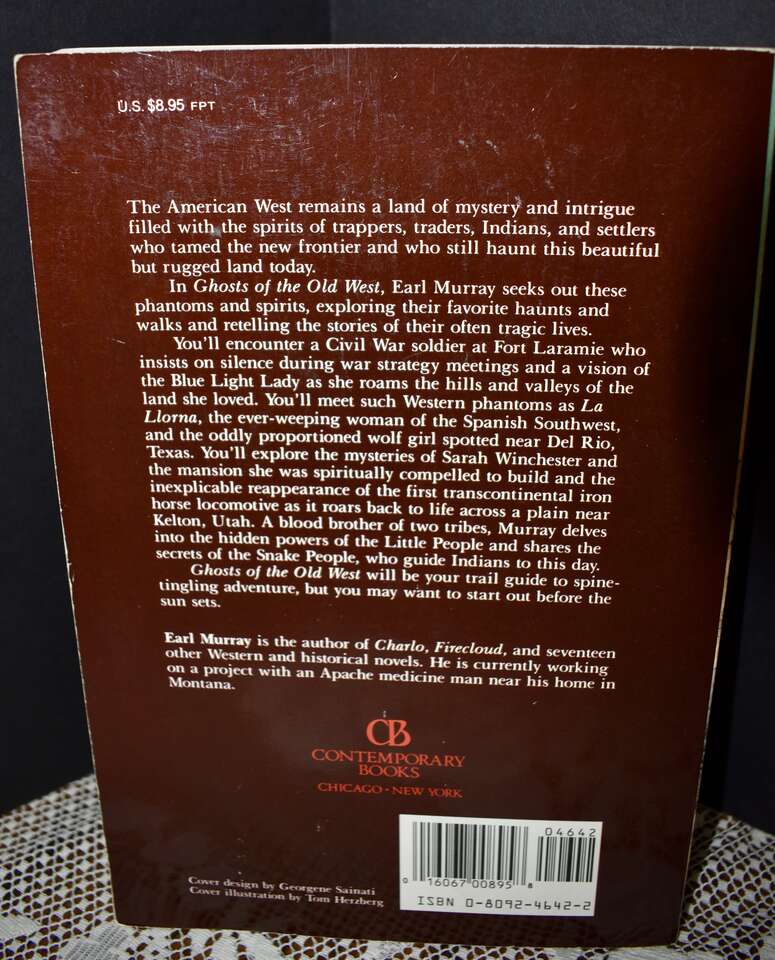 U.S. $8.95 FPT
The American West remains a land of mystery and intrigue
filled with the spirits of trappers, traders, Indians, and settlers
who tamed the new frontier and who still haunt this beautiful
but rugged land today.
In Ghosts of the Old West, Earl Murray seeks out these
phantoms and spirits, exploring their favorite haunts and
walks and retelling the stories of their often tragic lives.
You'll encounter a Civil War soldier at Fort Laramie who
insists on silence during war strategy meetings and a vision of
the Blue Light Lady as she roams the hills and valleys of the
land she loved. You'll meet such Western phantoms as La
Llorna, the ever-weeping woman of the Spanish Southwest,
and the oddly proportioned wolf girl spotted near Del Rio,
Texas. You'll explore the mysteries of Sarah Winchester and
the mansion she was spiritually compelled to build and the
inexplicable reappearance of the first transcontinental iron
horse locomotive as it roars back to life across a plain near
Kelton, Utah. A blood brother of two tribes, Murray delves
into the hidden powers of the Little People and shares the
secrets of the Snake People, who guide Indians to this day.
Ghosts of the Old West will be your trail guide to spine-
tingling adventure, but you may want to start out before the
sun sets.
Earl Murray is the author of Charlo, Firecloud, and seventeen
other Western and historical novels. He is currently working
on a project with an Apache medicine man near his home in
Montana.
CB
CONTEMPORARY
BOOKS
CHICAGO • NEW YORK
04642
0 16067 00895 8
ISBN 0-8092-4642-2
Cover design by Georgene Sainati
Cover illustration by Tom Herzberg